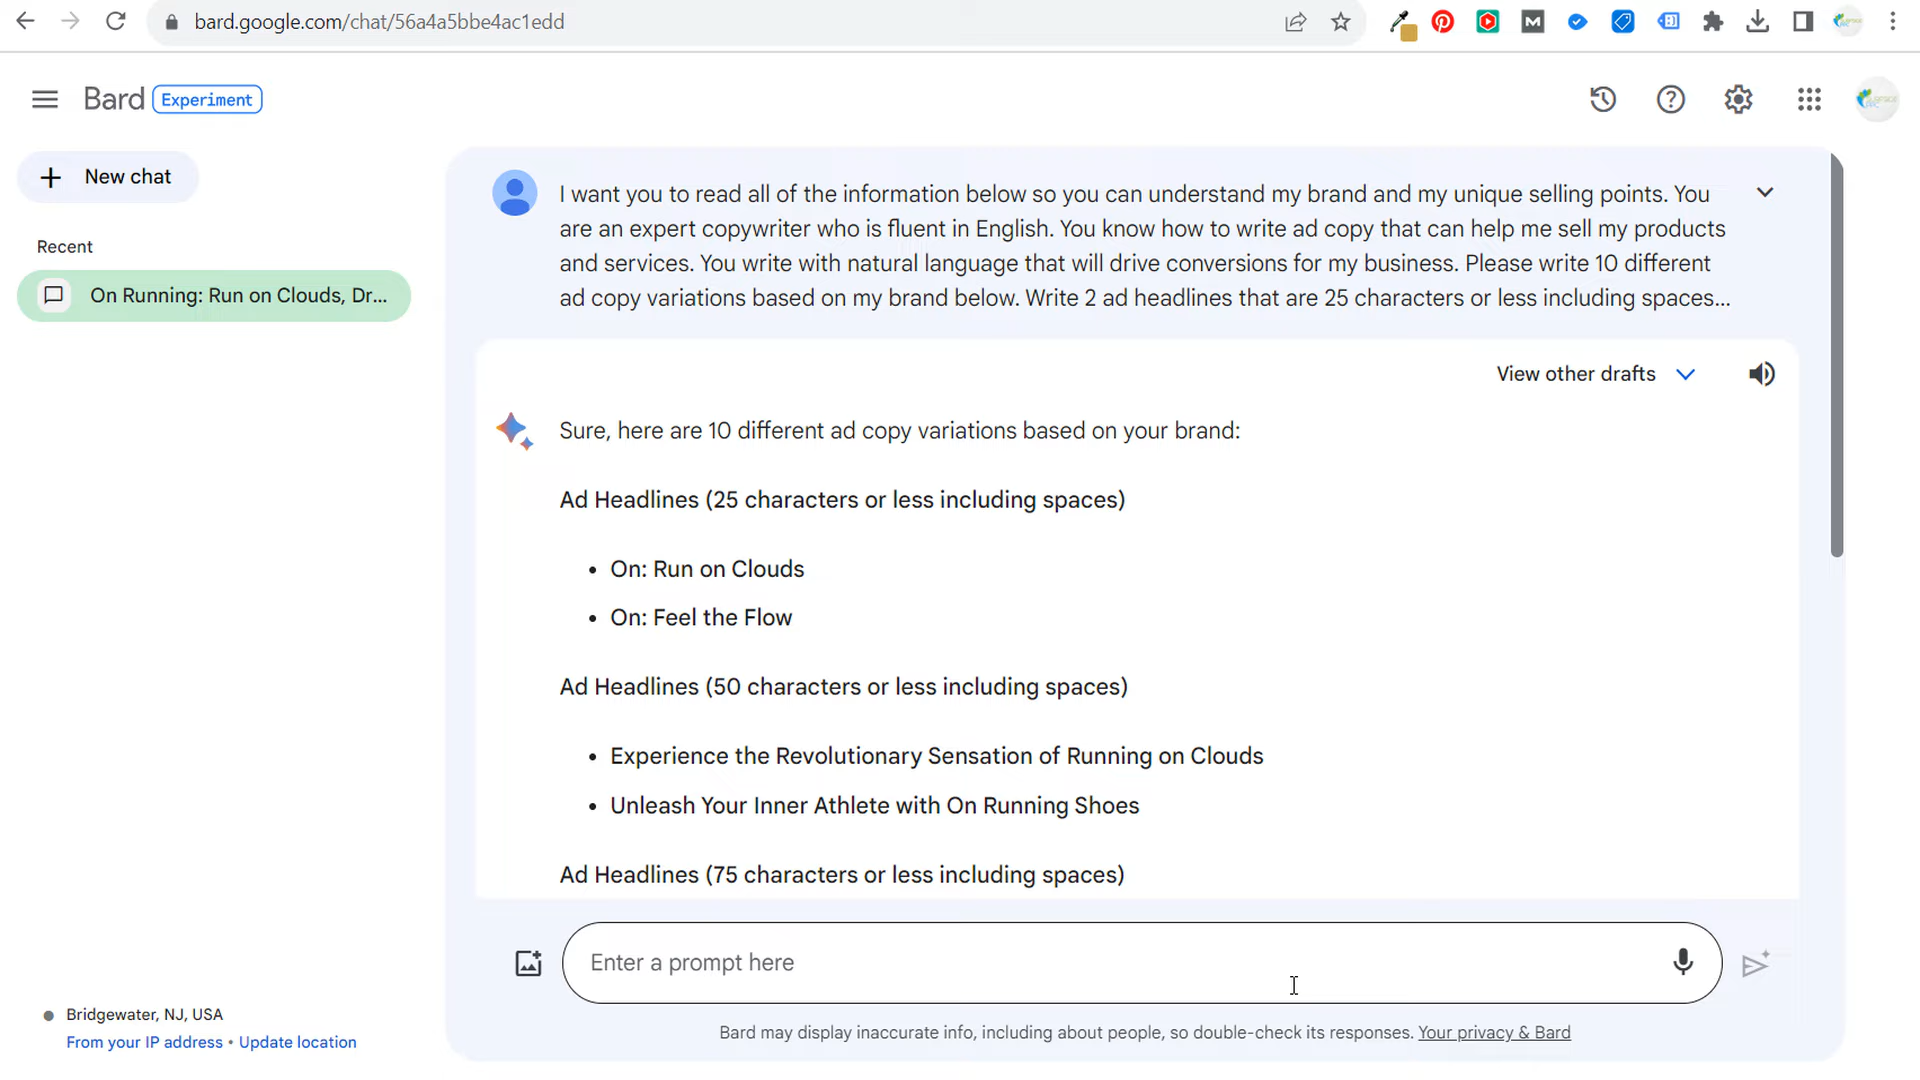 bard.google.com/chat/56a4a5bbe4ac1edd
Bard Experiment
New chat
Recent
On Running: Run on Clouds, Dr...
I want you to read all of the information below so you can understand my brand and my unique selling points. You
are an expert copywriter who is fluent in English. You know how to write ad copy that can help me sell my products
and services. You write with natural language that will drive conversions for my business. Please write 10 different
ad copy variations based on my brand below. Write 2 ad headlines that are 25 characters or less including spaces...
View other drafts
Sure, here are 10 different ad copy variations based on your brand:
Ad Headlines (25 characters or less including spaces)
• On: Run on Clouds
• On: Feel the Flow
Ad Headlines (50 characters or less including spaces)
• Experience the Revolutionary Sensation of Running on Clouds
• Unleash Your Inner Athlete with On Running Shoes
Ad Headlines (75 characters or less including spaces)
Enter a prompt here
Bridgewater, NJ, USA
From your IP address • Update location
Bard may display inaccurate info, including about people, so double-check its responses. Your privacy & Bard